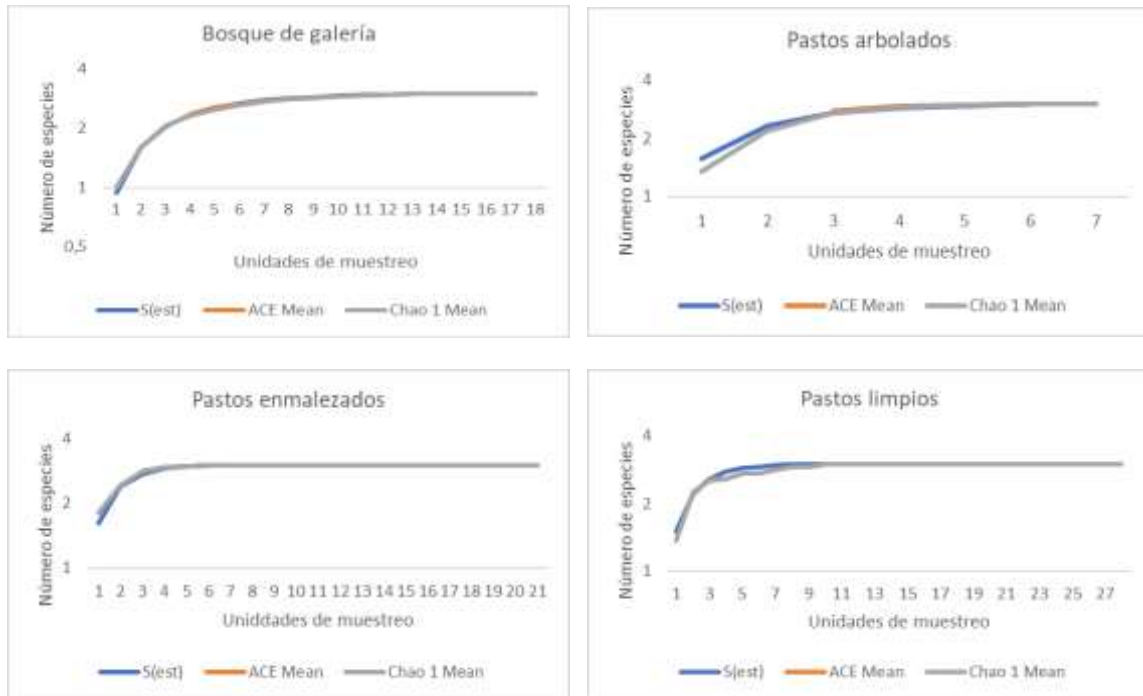 Bosque de galería
Número de especies
4
2
1
0,5
1 2 3 4 5 6 7 8 9 10 11 12 13 14 15 16 17 18
Unidades de muestreo
S(est) ACE Mean Chao 1 Mean
Pastos arbolados
Número de especies
4
2
1
1 2 3 4 5 6 7
Unidades de muestreo
S(est) ACE Mean Chao 1 Mean
Pastos enmalezados
Número de especies
4
2
1
1 2 3 4 5 6 7 8 9 10 11 12 13 14 15 16 17 18 19 20 21
Uniddades de muestreo
S(est) ACE Mean Chao 1 Mean
Pastos limpios
Número de especies
4
2
1
1 3 5 7 9 11 13 15 17 19 21 23 25 27
Unidades de muestreo
S(est) ACE Mean Chao 1 Mean